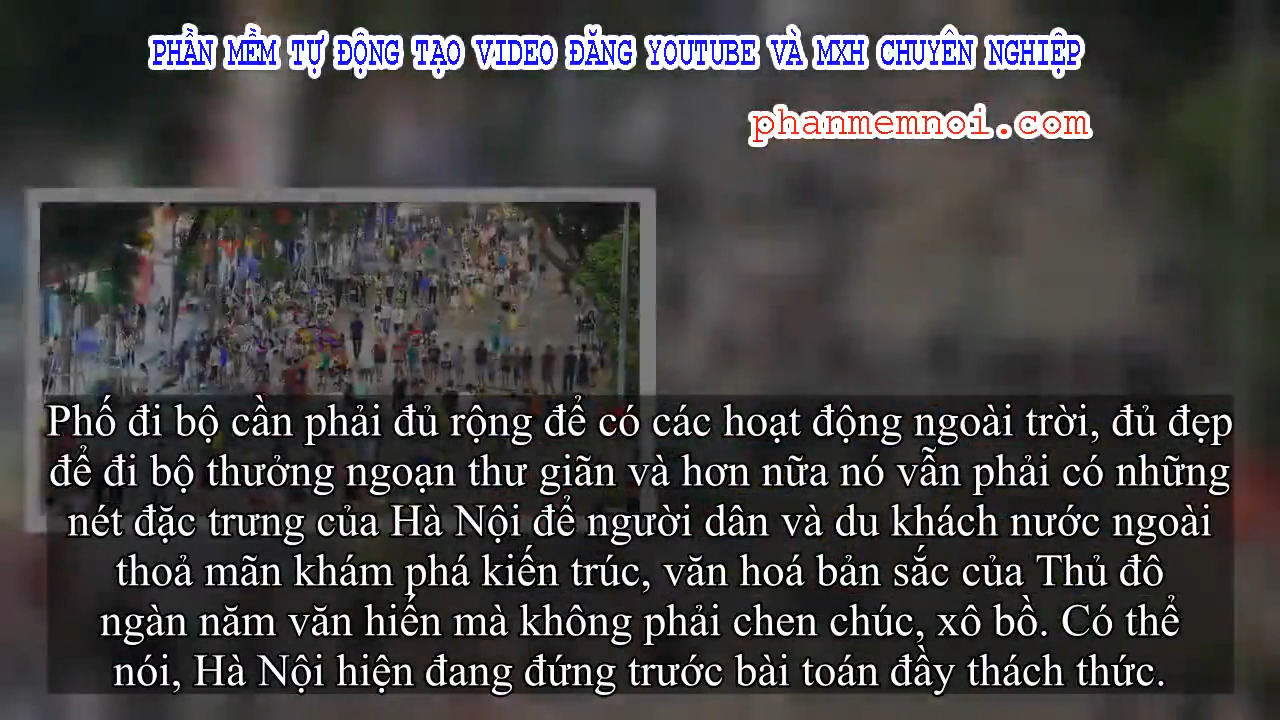 PHẦN MỀM TỰ ĐỘNG TẠO VIDEO ĐĂNG YOUTUBE VÀ MXH CHUYÊN NGHIỆP
phanmemnoi.com
Phố đi bộ cần phải đủ rộng để có các hoạt động ngoài trời, đủ đẹp
để đi bộ thưởng ngoạn thư giãn và hơn nữa nó vẫn phải có những
nét đặc trưng của Hà Nội để người dân và du khách nước ngoài
thoả mãn khám phá kiến trúc, văn hoá bản sắc của Thủ đô
ngàn năm văn hiến mà không phải chen chúc, xô bồ. Có thể
nói, Hà Nội hiện đang đứng trước bài toán đầy thách thức.